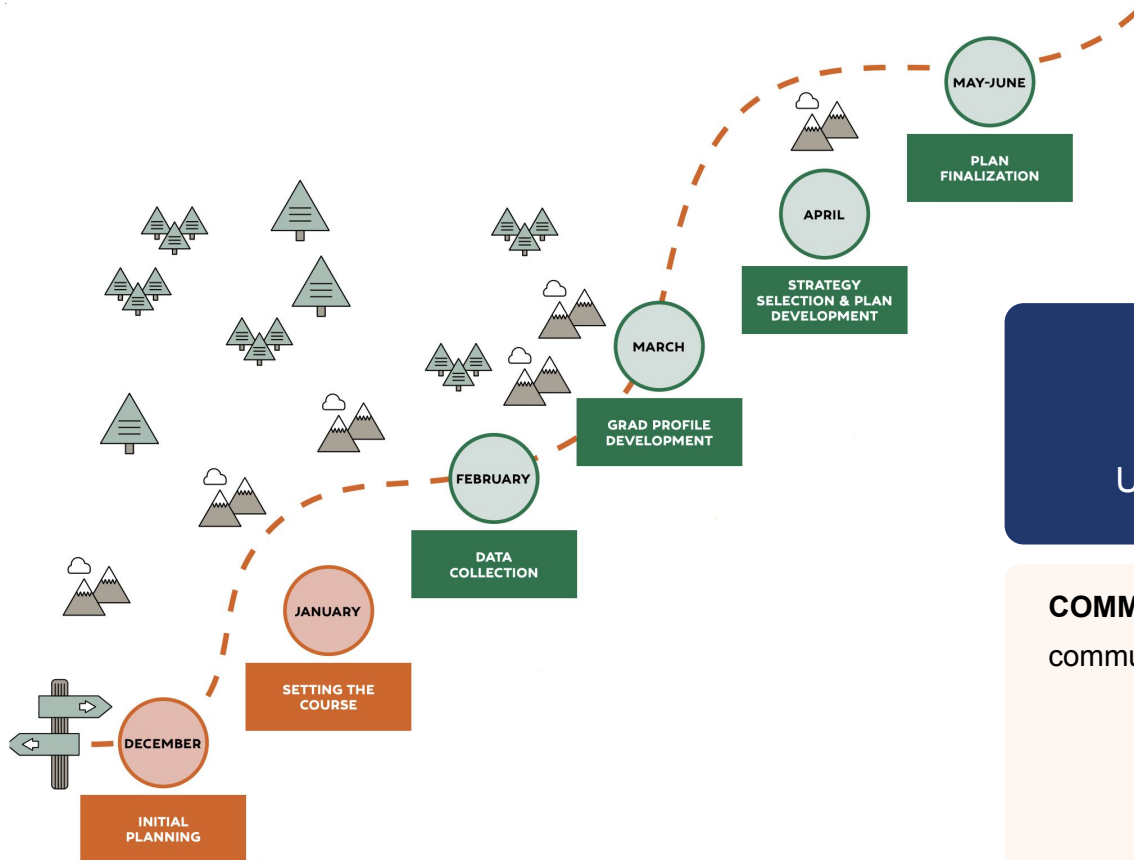 MAY-JUNE
PLAN
FINALIZATION
APRIL
STRATEGY
SELECTION & PLAN
DEVELOPMENT
MARCH
GRAD PROFILE
DEVELOPMENT
FEBRUARY
DATA
COLLECTION
JANUARY
SETTING THE
COURSE
DECEMBER
INITIAL
PLANNING
U
COMM
commu